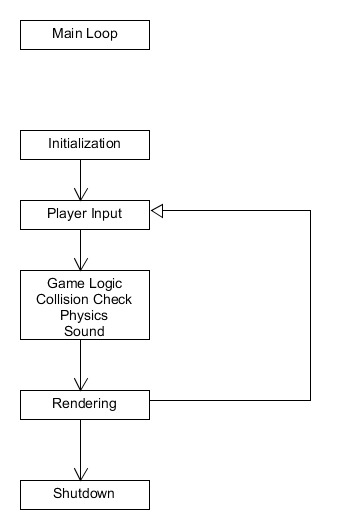 Main Loop
Initialization
Player Input
Game Logic
Collision Check
Physics
Sound
Rendering
Shutdown